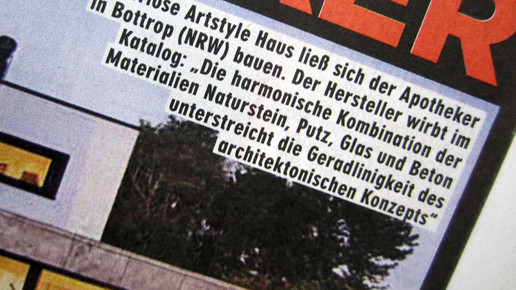 KER
Artstyle Haus ließ sich der Apotheker
in Bottrop (NRW) bauen. Der Hersteller wirbt im
Katalog: „Die harmonische Kombination der
Materialien Naturstein, Putz, Glas und Beton
unterstreicht die Geradlinigkeit des
architektonischen Konzepts“